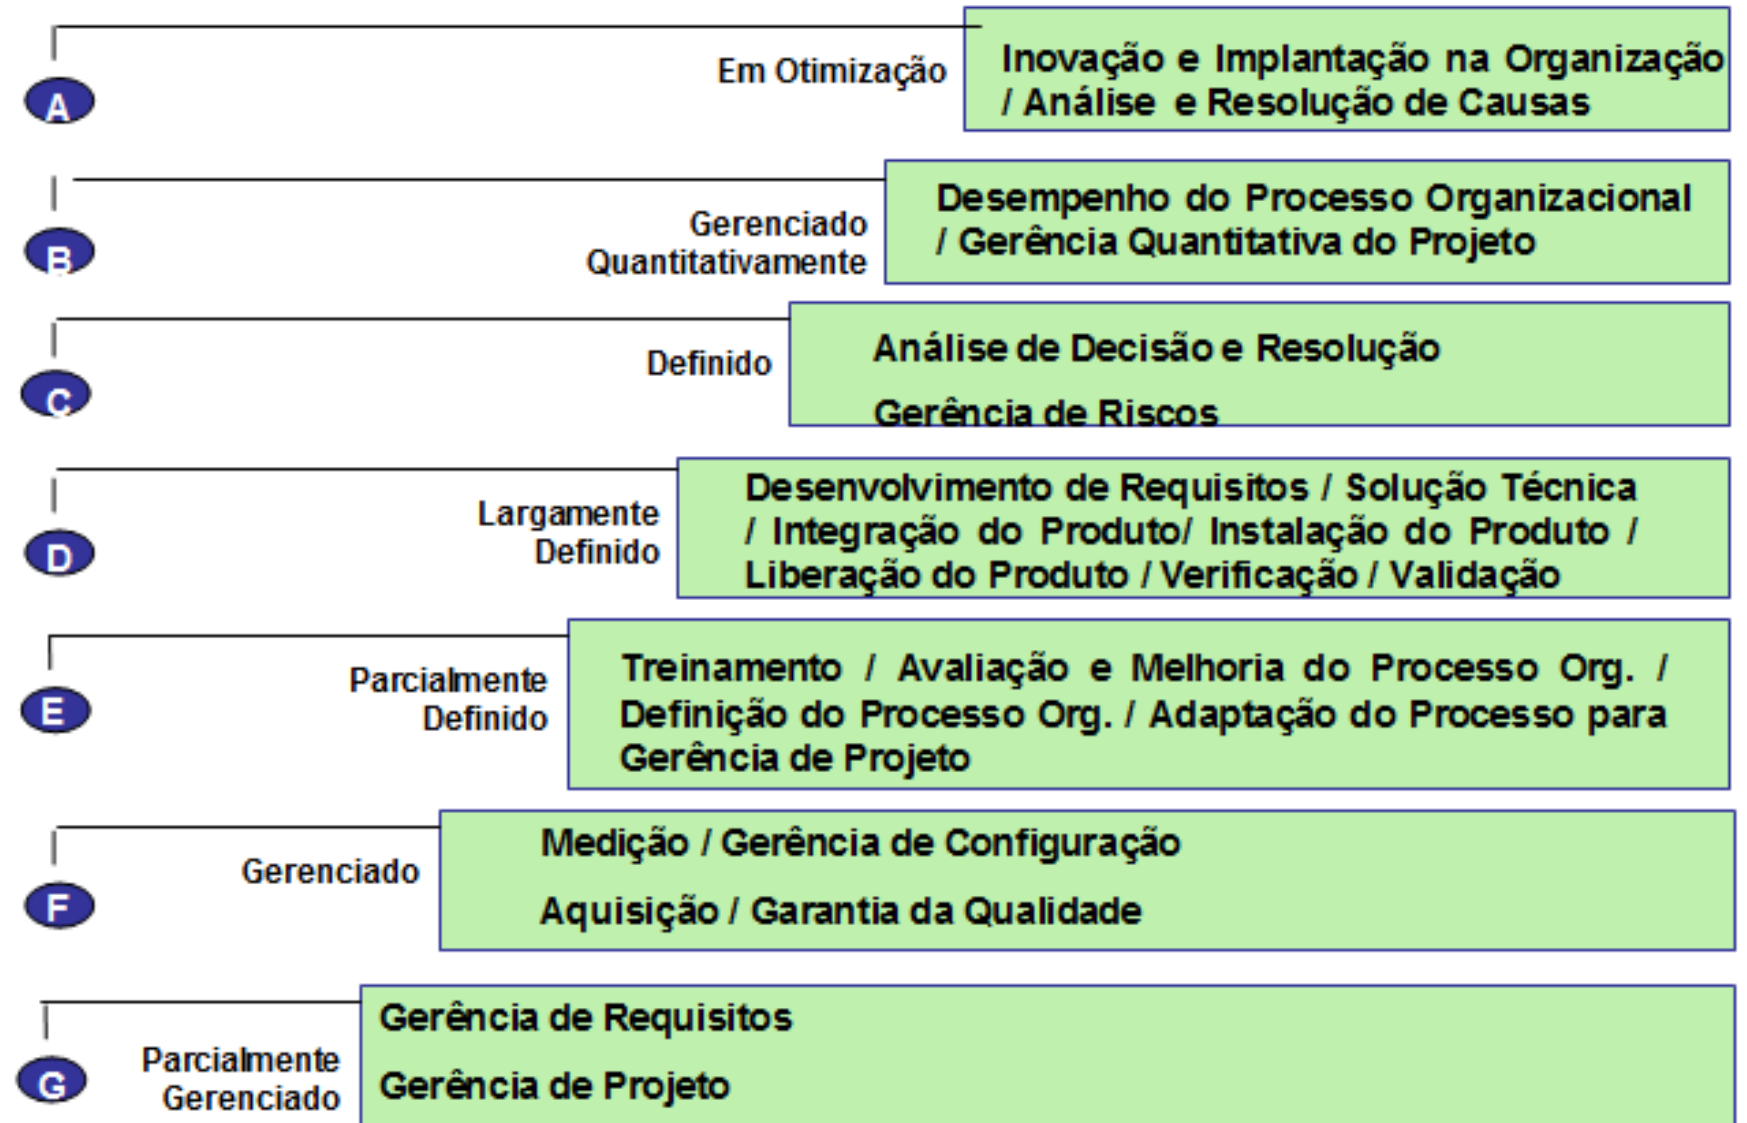 A
Em Otimização
Inovação e Implantação na Organização
/ Análise e Resolução de Causas
B
Gerenciado
Quantitativamente
Desempenho do Processo Organizacional
/ Gerência Quantitativa do Projeto
C
Definido
Análise de Decisão e Resolução
Gerência de Riscos
D
Largamente
Definido
Desenvolvimento de Requisitos / Solução Técnica
/ Integração do Produto/ Instalação do Produto /
Liberação do Produto / Verificação / Validação
E
Parcialmente
Definido
Treinamento / Avaliação e Melhoria do Processo Org. /
Definição do Processo Org. / Adaptação do Processo para
Gerência de Projeto
F
Gerenciado
Medição / Gerência de Configuração
Aquisição / Garantia da Qualidade
G
Parcialmente
Gerenciado
Gerência de Requisitos
Gerência de Projeto